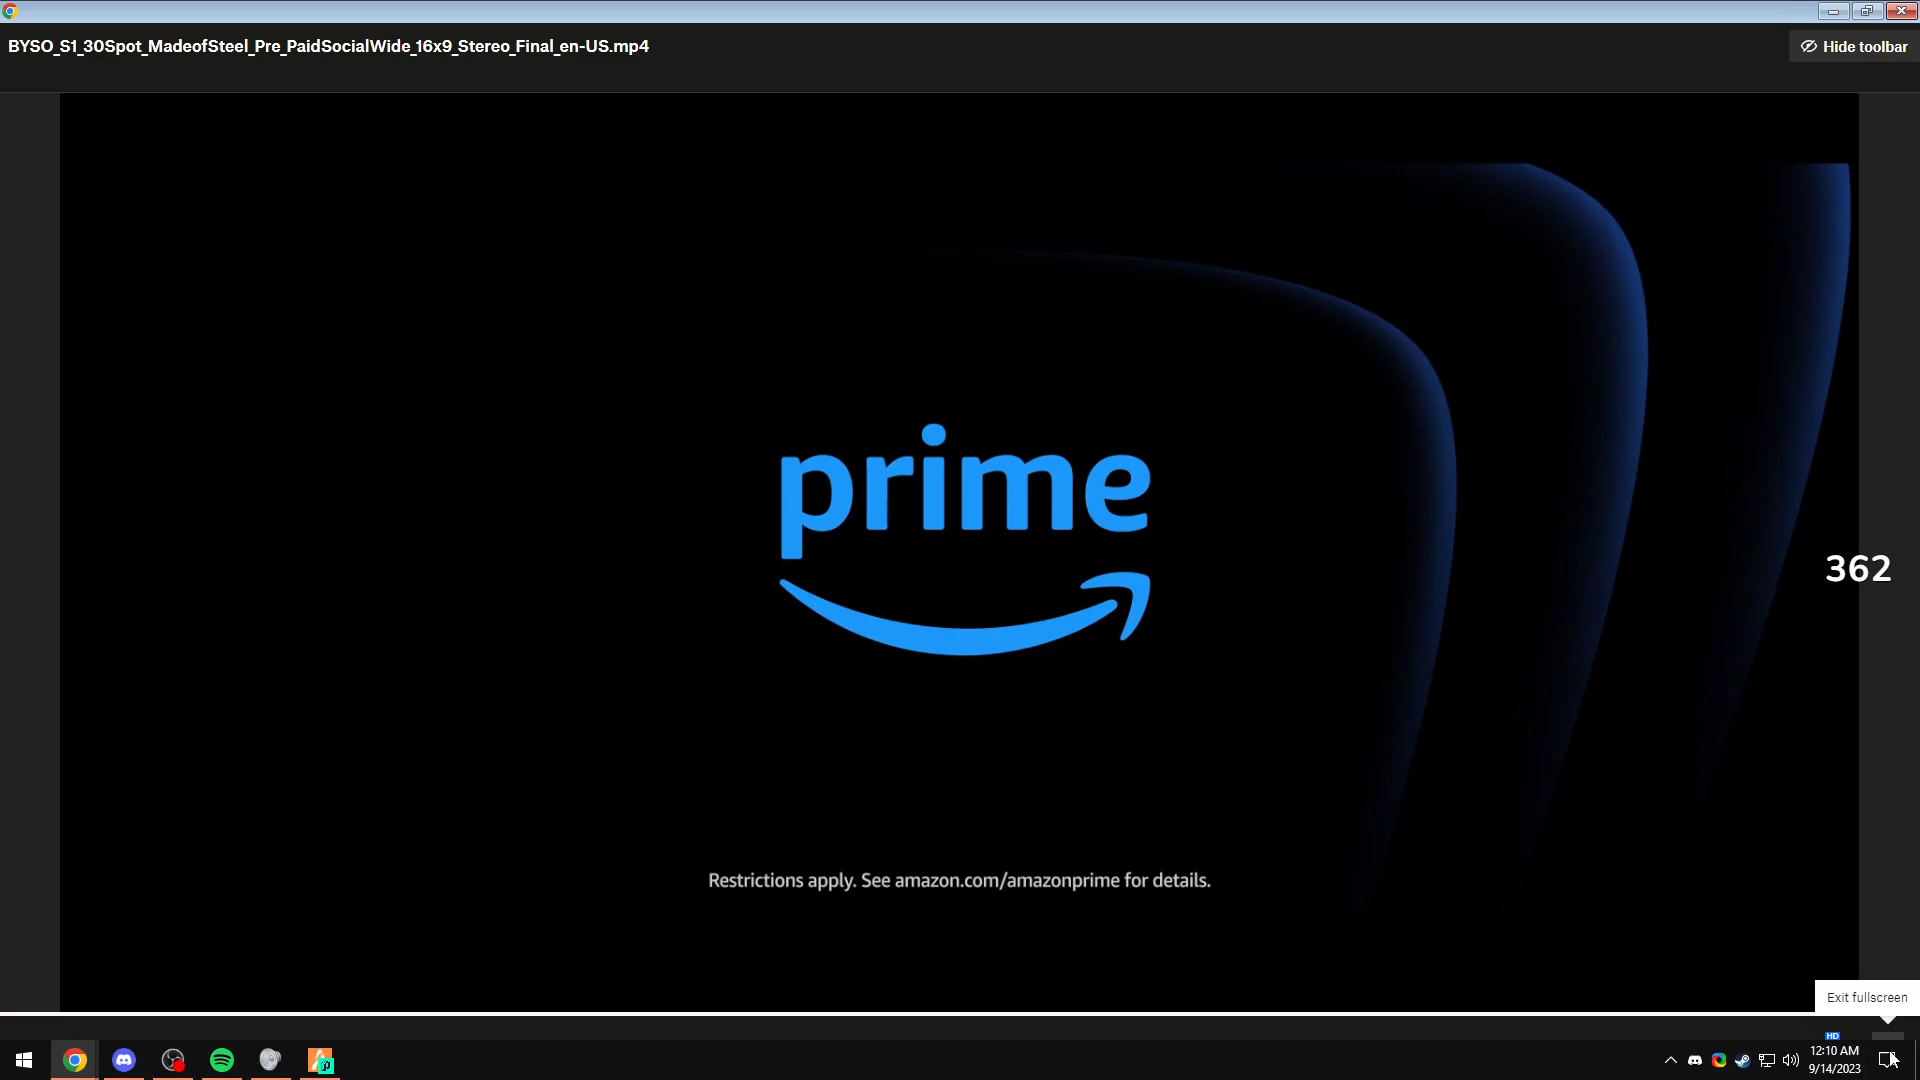 BYSO_S1_30Spot_MadeofSteel_Pre_PaidSocialWide_16x9_Stereo_Final_en-US.mp4
Hide toolbar
prime
362
Restrictions apply. See amazon.com/amazonprime for details.
Exit fullscreen
HD
12:10 AM
9/14/2023